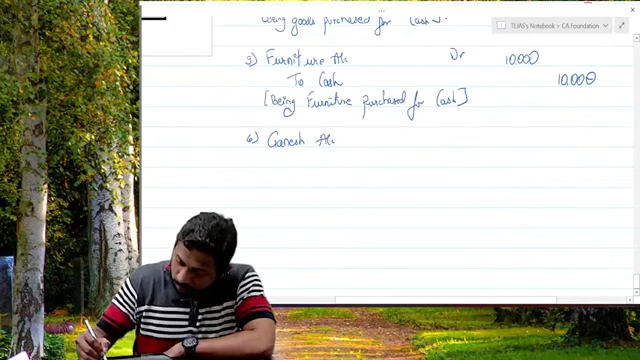 Being goods purchased for Cash].
TEJAS's Notebook > CA Foundation
5) Furniture A/c Dr 10,000
To Cash 10,000
[Being Furniture purchased for Cash]
6) Ganesh A/c